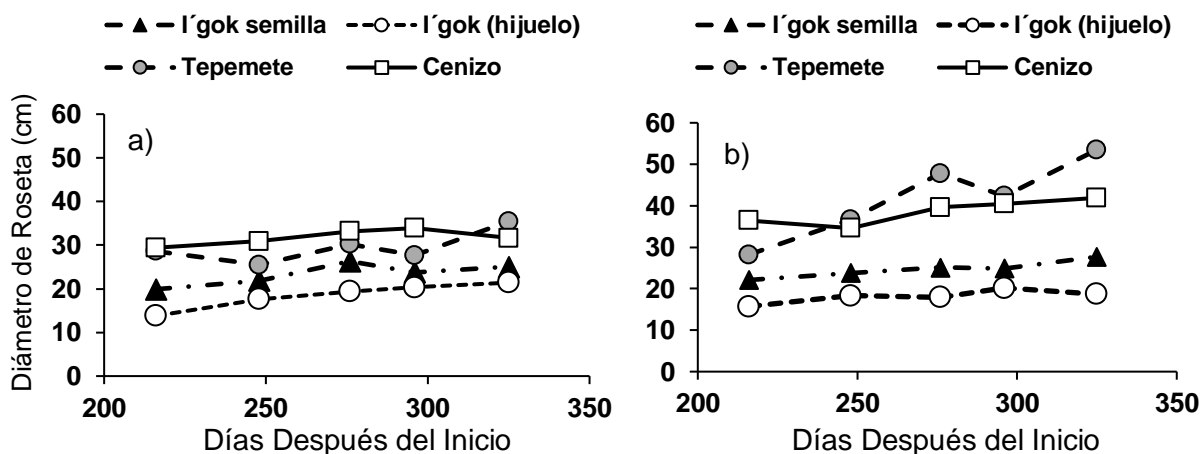 I´gok semilla I´gok (hijuelo)
Tepemete Cenizo
Diámetro de Roseta (cm)
a)
60
50
40
30
20
10
0
200 250 300 350
Días Después del Inicio
I´gok semilla I´gok (hijuelo)
Tepemete Cenizo
b)
60
50
40
30
20
10
0
200 250 300 350
Días Después del Inicio